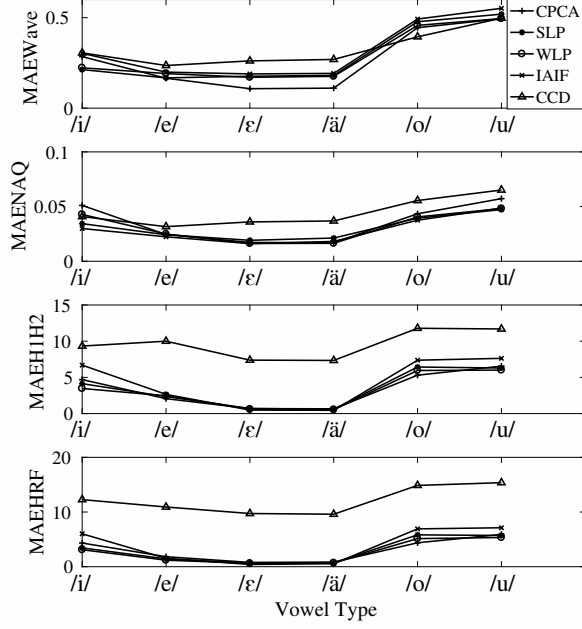 CPCA
SLP
WLP
IAIF
CCD
0.5
0
MAEWave
/i/ /e/ /ε/ /ä/ /o/ /u/
0.1
0.05
0
MAENAQ
/i/ /e/ /ε/ /ä/ /o/ /u/
15
10
5
0
MAEH1H2
/i/ /e/ /ε/ /ä/ /o/ /u/
20
10
0
MAEHRF
/i/ /e/ /ε/ /ä/ /o/ /u/
Vowel Type